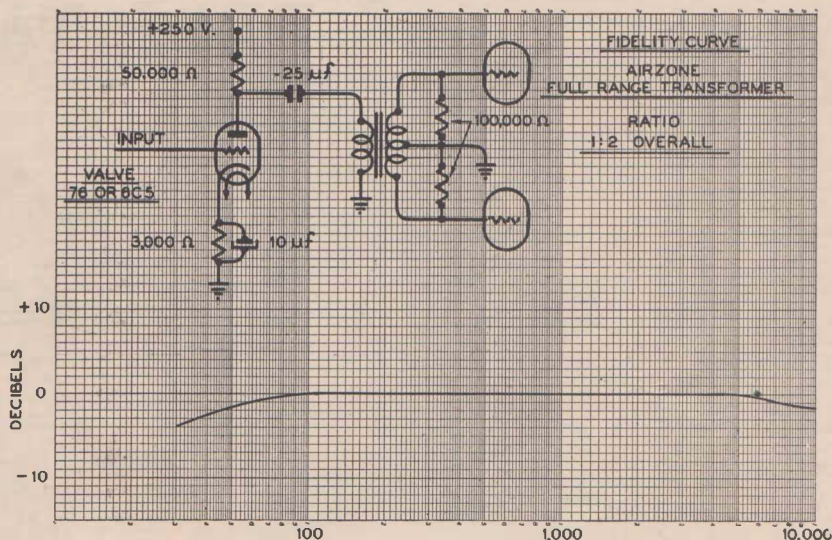 +250 V.
50,000 Ω
·25 µf
INPUT
VALVE
76 OR 6C5
3,000 Ω
10 µf
100,000 Ω
FIDELITY CURVE
AIRZONE
FULL RANGE TRANSFORMER
RATIO
1:2 OVERALL
DECIBELS
+10
0
-10
100
1,000
10,000